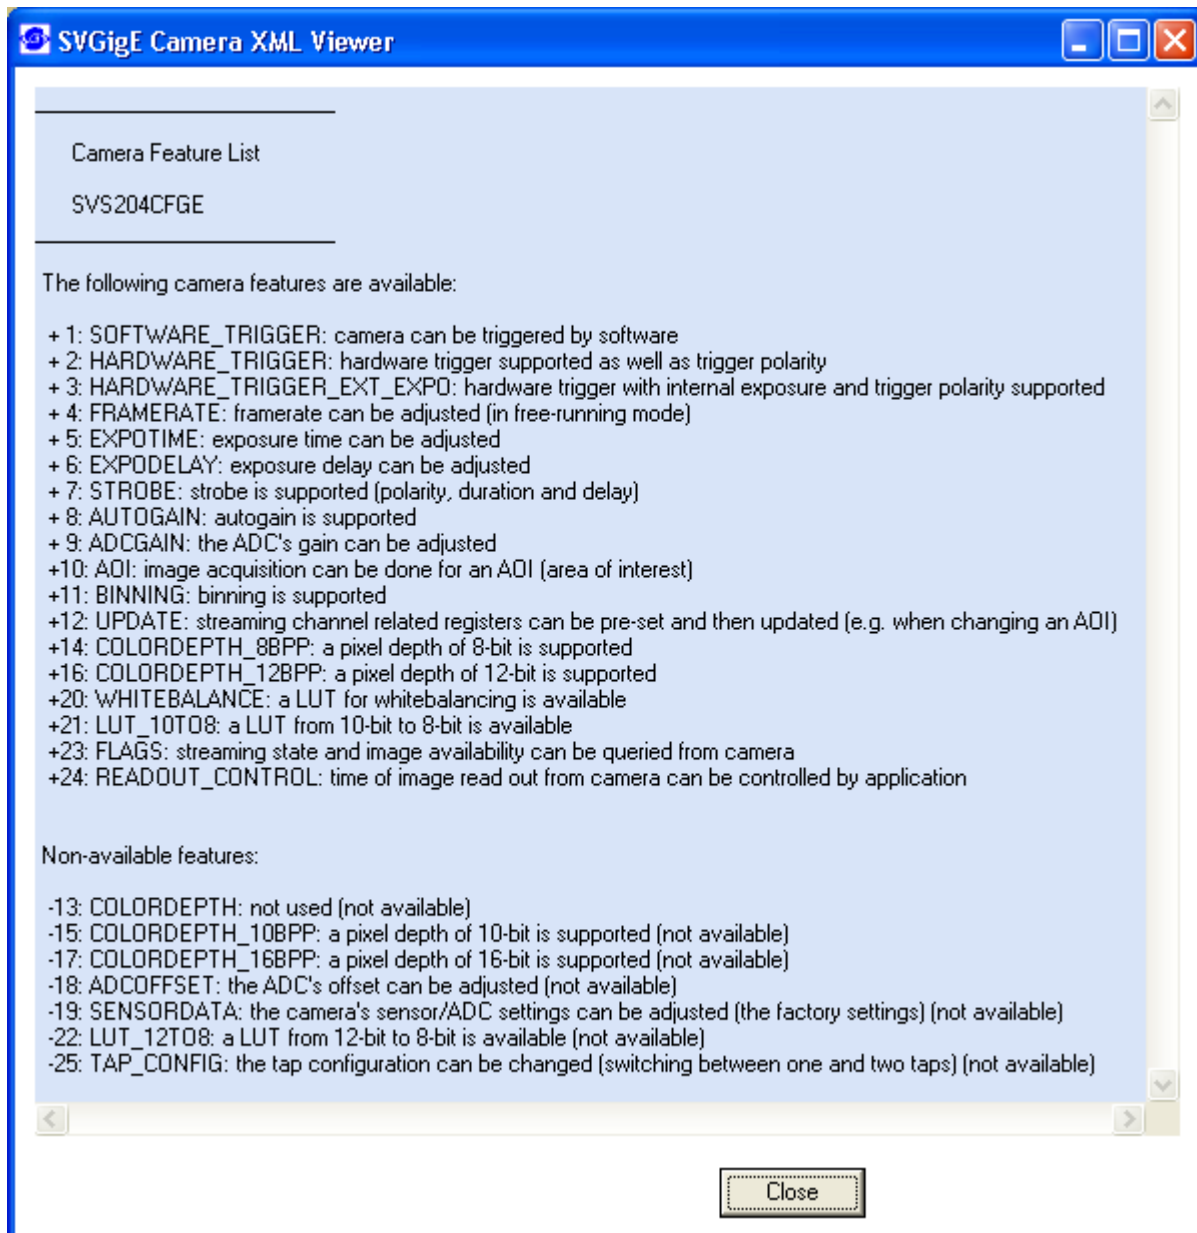 SVGigE Camera XML Viewer
Camera Feature List
SVS204CFGE
The following camera features are available:
+ 1: SOFTWARE_TRIGGER: camera can be triggered by software
+ 2: HARDWARE_TRIGGER: hardware trigger supported as well as trigger polarity
+ 3: HARDWARE_TRIGGER_EXT_EXPO: hardware trigger with internal exposure and trigger polarity supported
+ 4: FRAMERATE: framerate can be adjusted (in free-running mode)
+ 5: EXPOTIME: exposure time can be adjusted
+ 6: EXPODELAY: exposure delay can be adjusted
+ 7: STROBE: strobe is supported (polarity, duration and delay)
+ 8: AUTOGAIN: autogain is supported
+ 9: ADCGAIN: the ADC's gain can be adjusted
+10: AOI: image acquisition can be done for an AOI (area of interest)
+11: BINNING: binning is supported
+12: UPDATE: streaming channel related registers can be pre-set and then updated (e.g. when changing an AOI)
+14: COLORDEPTH_8BPP: a pixel depth of 8-bit is supported
+16: COLORDEPTH_12BPP: a pixel depth of 12-bit is supported
+20: WHITEBALANCE: a LUT for whitebalancing is available
+21: LUT_10TO8: a LUT from 10-bit to 8-bit is available
+23: FLAGS: streaming state and image availability can be queried from camera
+24: READOUT_CONTROL: time of image read out from camera can be controlled by application
Non-available features:
-13: COLORDEPTH: not used (not available)
-15: COLORDEPTH_10BPP: a pixel depth of 10-bit is supported (not available)
-17: COLORDEPTH_16BPP: a pixel depth of 16-bit is supported (not available)
-18: ADCOFFSET: the ADC's offset can be adjusted (not available)
-19: SENSORDATA: the camera's sensor/ADC settings can be adjusted (the factory settings) (not available)
-22: LUT_12TO8: a LUT from 12-bit to 8-bit is available (not available)
-25: TAP_CONFIG: the tap configuration can be changed (switching between one and two taps) (not available)
Close